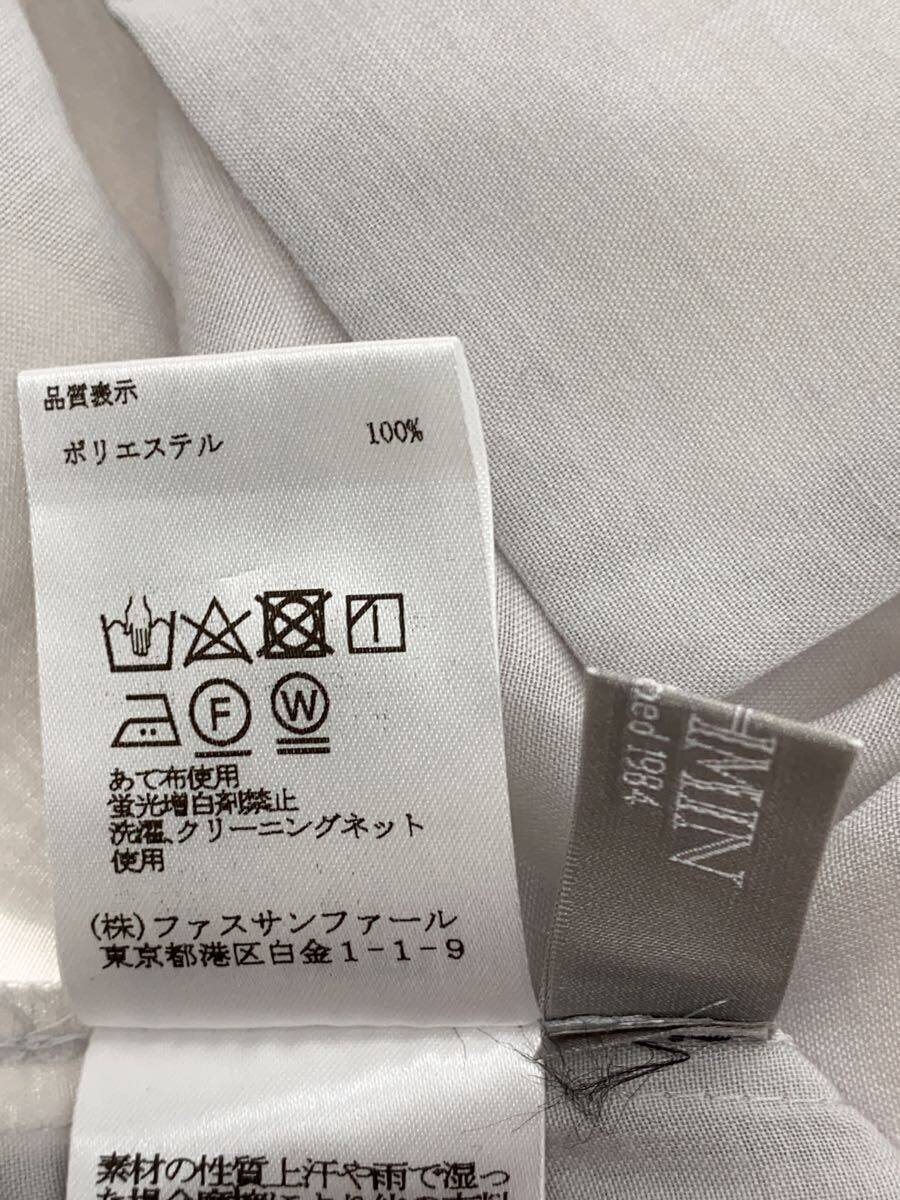 品質表示
ポリエステル 100%
F W
あて布使用
蛍光増白剤禁止
洗濯、クリーニングネット
使用
(株)ファスサンファール
東京都港区白金1-1-9
1984
素材の性質上汗や雨で湿っ